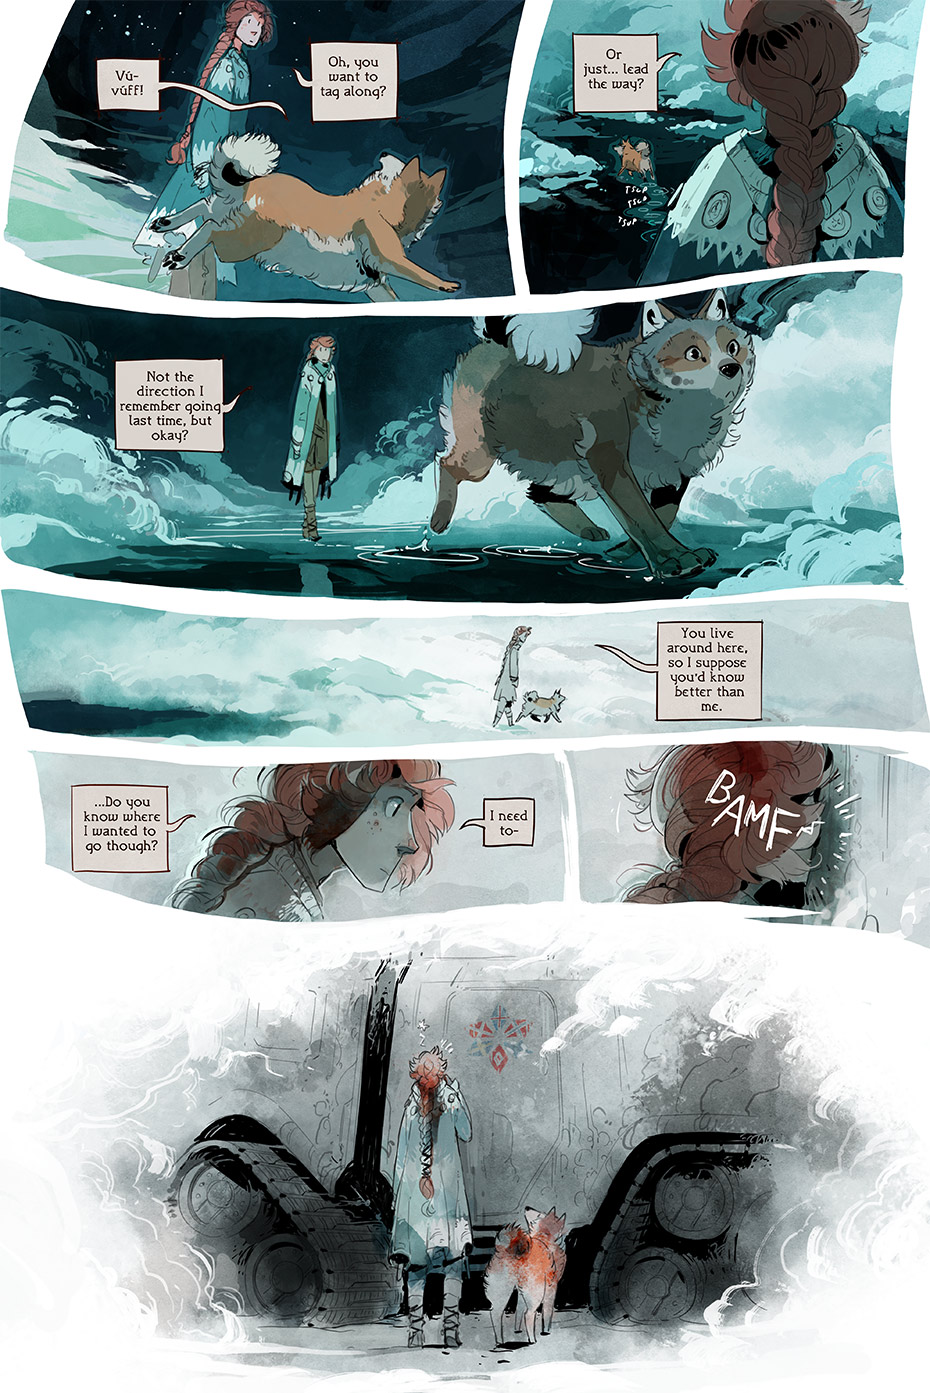 Vú-
vúff!
Oh, you
want to
tag along?
Or
just... lead
the way?
TSUP
TSUP
TSUP
Not the
direction I
remember going
last time, but
okay?
You live
around here,
so I suppose
you'd know
better than
me.
...Do you
know where
I wanted to
go though?
I need
to-
BAMF